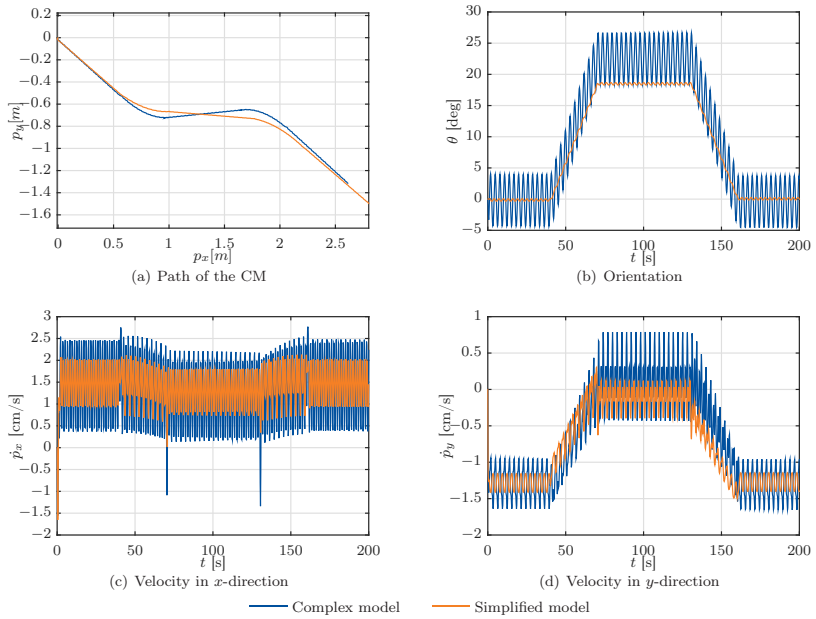 0.2
0
−0.2
−0.4
−0.6
−0.8
−1
−1.2
−1.4
−1.6
p_y[m]
0 0.5 1 1.5 2 2.5
p_x[m]
(a) Path of the CM
30
25
20
15
10
5
0
−5
θ [deg]
0 50 100 150 200
t [s]
(b) Orientation
3
2.5
2
1.5
1
0.5
0
−0.5
−1
−1.5
−2
ṗ_x [cm/s]
0 50 100 150 200
t [s]
(c) Velocity in x-direction
1
0.5
0
−0.5
−1
−1.5
−2
ṗ_y [cm/s]
0 50 100 150 200
t [s]
(d) Velocity in y-direction
Complex model Simplified model